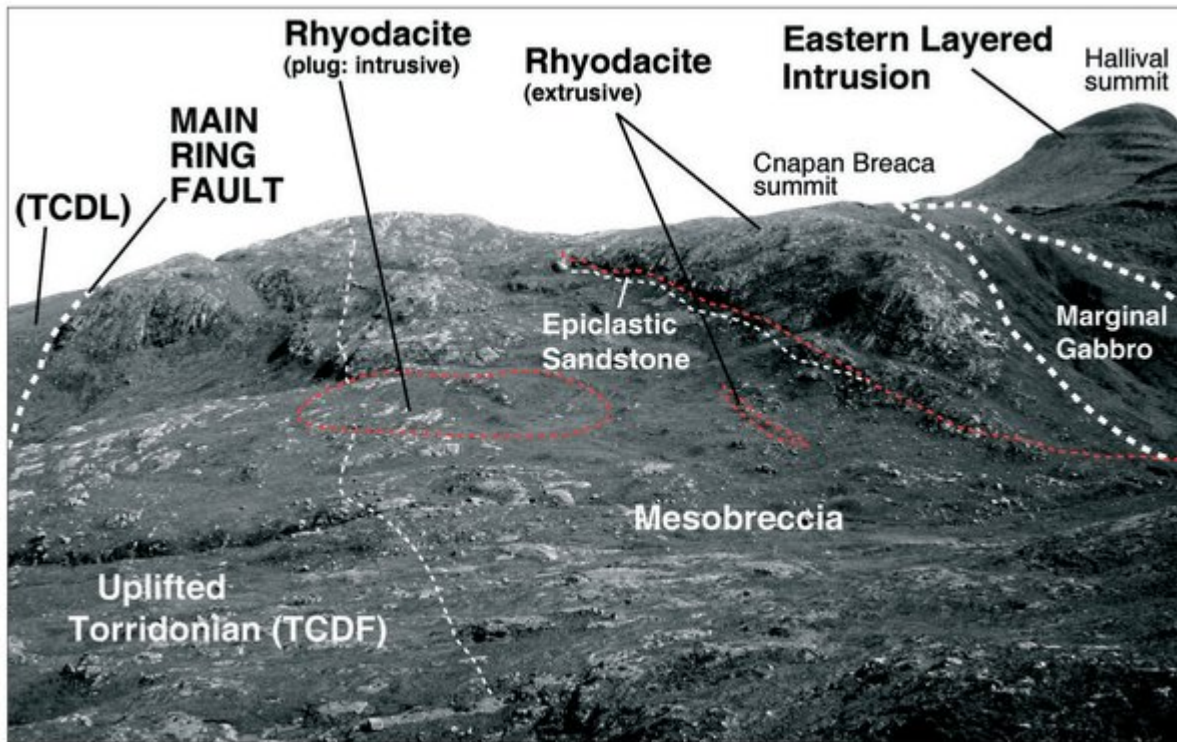 Rhyodacite
(plug: intrusive)
Rhyodacite
(extrusive)
Eastern Layered
Intrusion
Hallival
summit
MAIN
RING
FAULT
Cnapan Breaca
summit
(TCDL)
Epiclastic
Sandstone
Marginal
Gabbro
Mesobreccia
Uplifted
Torridonian (TCDF)